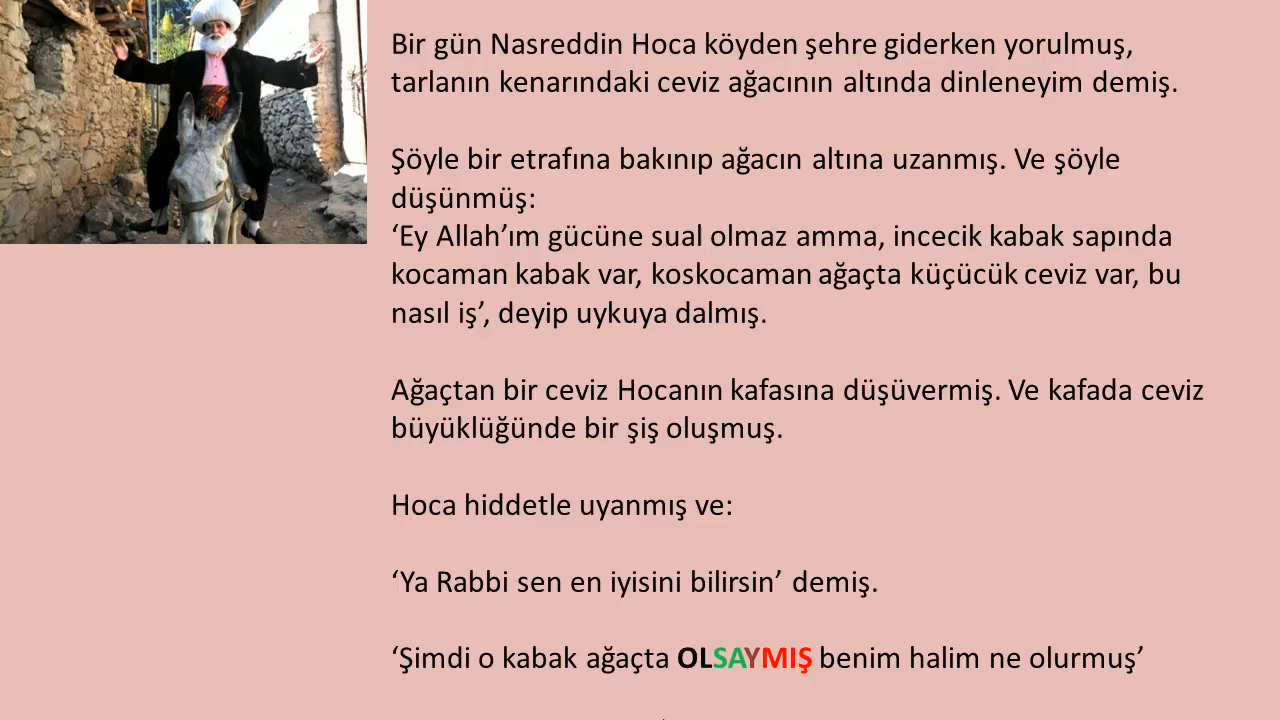 Bir gün Nasreddin Hoca köyden şehre giderken yorulmuş,
tarlanın kenarındaki ceviz ağacının altında dinleneyim demiş.
Şöyle bir etrafına bakınıp ağacın altına uzanmış. Ve şöyle
düşünmüş:
‘Ey Allah’ım gücüne sual olmaz amma, incecik kabak sapında
kocaman kabak var, koskocaman ağaçta küçücük ceviz var, bu
nasıl iş’, deyip uykuya dalmış.
Ağaçtan bir ceviz Hocanın kafasına düşüvermiş. Ve kafada ceviz
büyüklüğünde bir şiş oluşmuş.
Hoca hiddetle uyanmış ve:
‘Ya Rabbi sen en iyisini bilirsin’ demiş.
‘Şimdi o kabak ağaçta OLSAYMIŞ benim halim ne olurmuş’